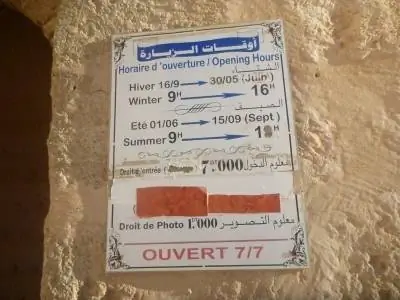 أوقات الزيارة
Horaire d'ouverture / Opening Hours
الشتاء
Hiver 16/9 30/05 (Juin)
Winter 9H 16H
الصيف
Eté 01/06 15/09 (Sept)
Summer 9H
Droit d'entrée 7.000 معلوم الدخول
Droit de Photo 1.000 معلوم التصوير
OUVERT 7/7